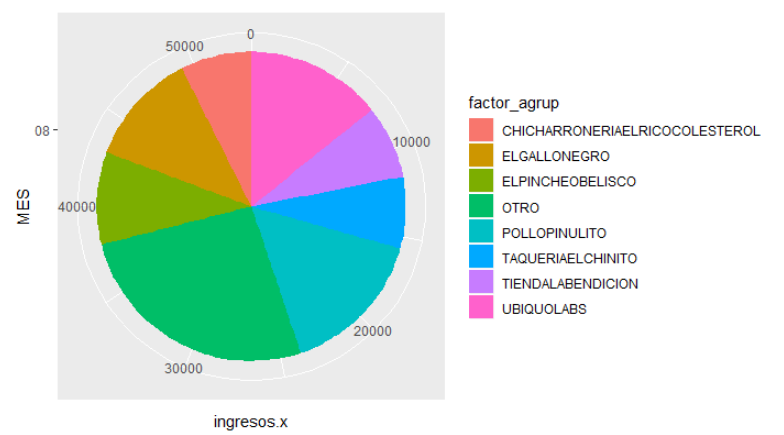 0
50000
10000
08
40000
20000
30000
MES
ingresos.x
factor_agrup
CHICHARRONERIAELRICOCOLESTEROL
ELGALLONEGRO
ELPINCHEOBELISCO
OTRO
POLLOPINULITO
TAQUERIAELCHINITO
TIENDALABENDICION
UBIQUOLABS